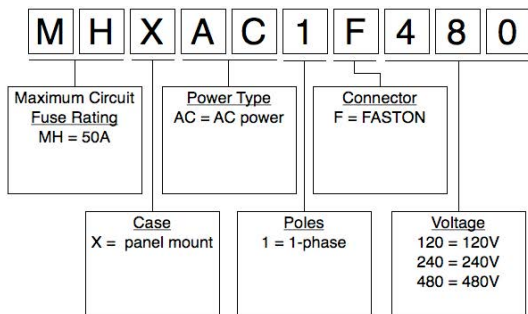 M H X A C 1 F 4 8 0
Maximum Circuit
Fuse Rating
MH = 50A
Power Type
AC = AC power
Connector
F = FASTON
Case
X = panel mount
Poles
1 = 1-phase
Voltage
120 = 120V
240 = 240V
480 = 480V